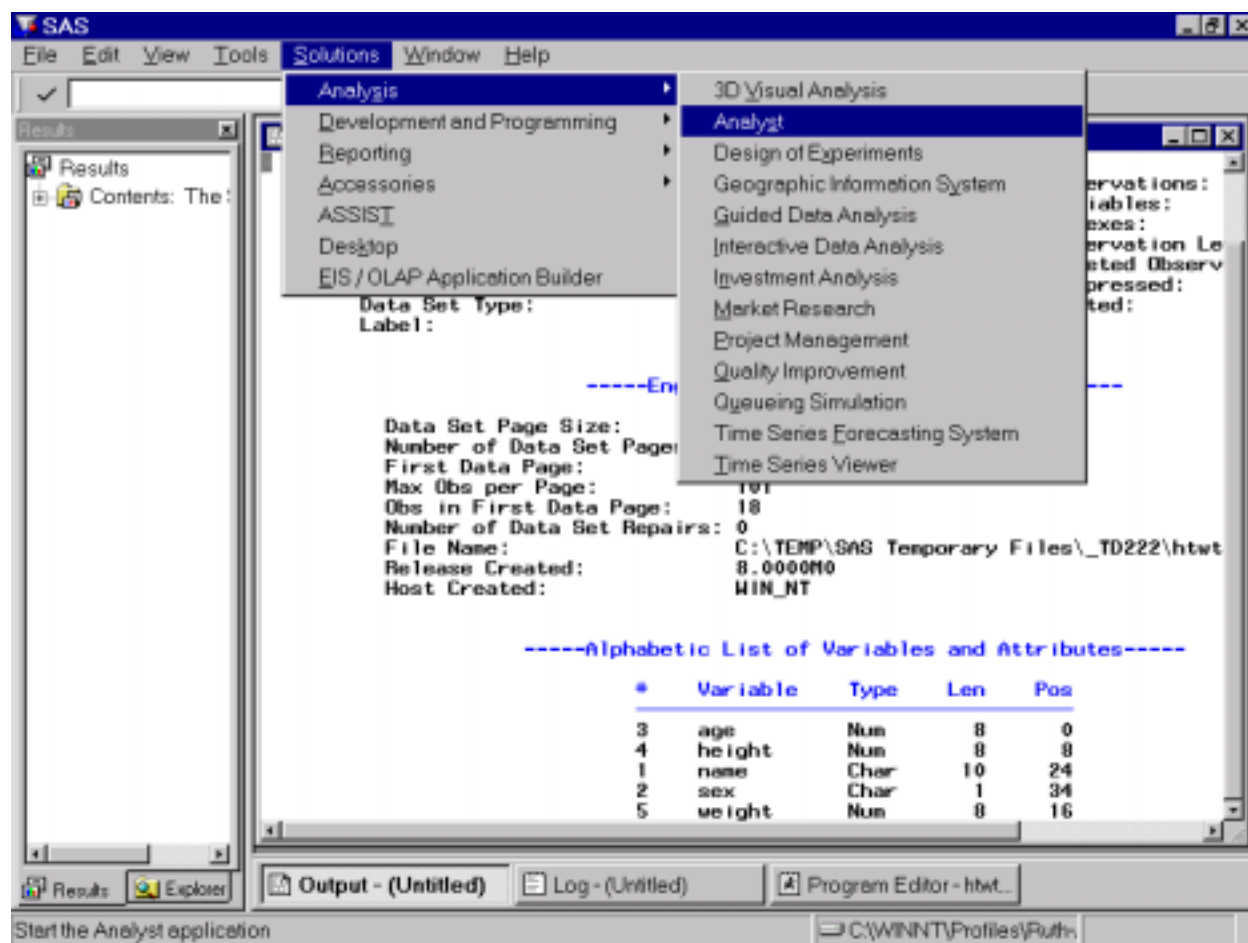 SAS
File Edit View Tools Solutions Window Help
Results
Results
Contents: The
Analysis
Development and Programming
Reporting
Accessories
ASSIST
Desktop
EIS / OLAP Application Builder
3D Visual Analysis
Analyst
Design of Experiments
Geographic Information System
Guided Data Analysis
Interactive Data Analysis
Investment Analysis
Market Research
Project Management
Quality Improvement
Queueing Simulation
Time Series Forecasting System
Time Series Viewer
ervations:
iables:
exes:
ervation Le
eted Observ
pressed:
Data Set Type: ted:
Label:
-----Eng -----
Data Set Page Size:
Number of Data Set Pages
First Data Page:
Max Obs per Page: 101
Obs in First Data Page: 18
Number of Data Set Repairs: 0
File Name: C:\TEMP\SAS Temporary Files\_TD222\htwt
Release Created: 8.0000M0
Host Created: WIN_NT
-----Alphabetic List of Variables and Attributes-----
# Variable Type Len Pos
3 age Num 8 0
4 height Num 8 8
1 name Char 10 24
2 sex Char 1 34
5 weight Num 8 16
Results Explorer
Output - (Untitled) Log - (Untitled) Program Editor - htwt...
Start the Analyst application C:\WINNT\Profiles\Ruth